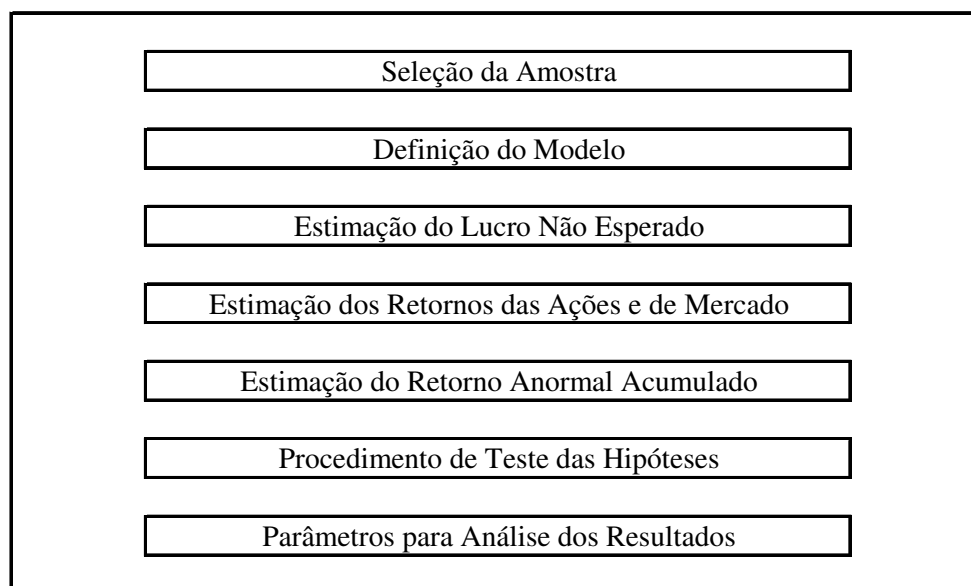 Seleção da Amostra
Definição do Modelo
Estimação do Lucro Não Esperado
Estimação dos Retornos das Ações e de Mercado
Estimação do Retorno Anormal Acumulado
Procedimento de Teste das Hipóteses
Parâmetros para Análise dos Resultados